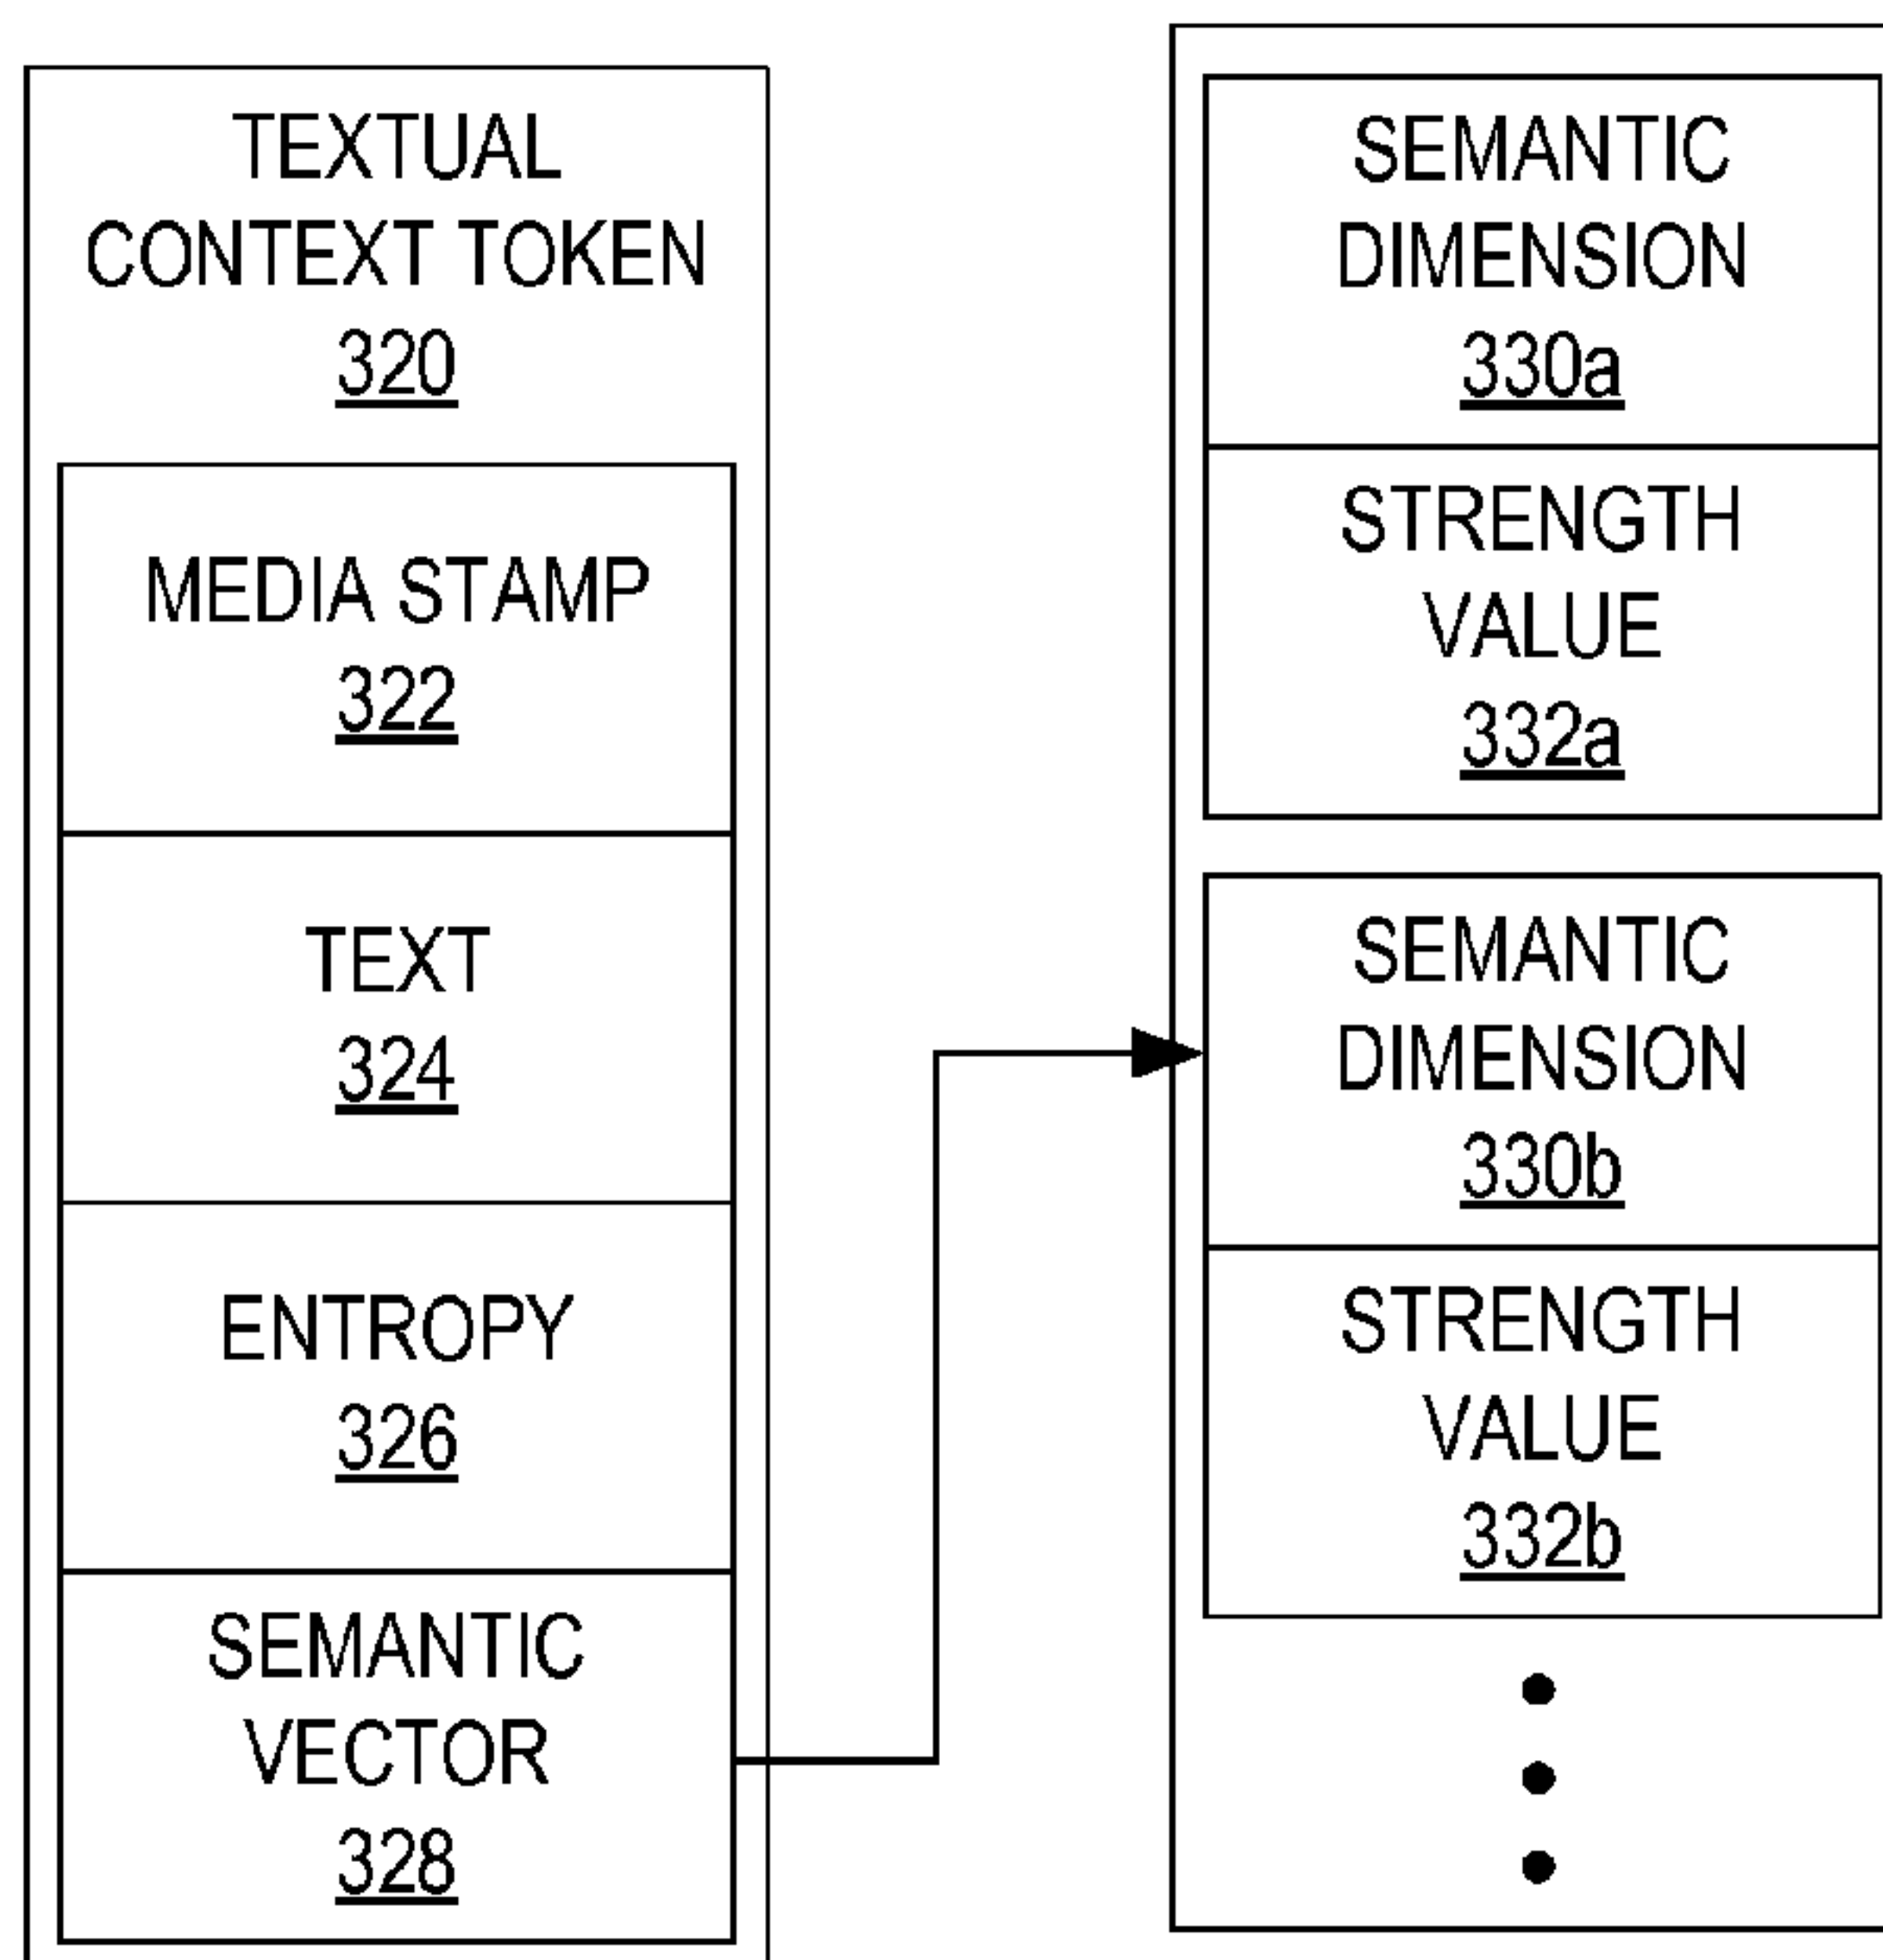 TEXTUAL
CONTEXT TOKEN
320
MEDIA STAMP
322
TEXT
324
ENTROPY
326
SEMANTIC
VECTOR
328
SEMANTIC
DIMENSION
330a
STRENGTH
VALUE
332a
SEMANTIC
DIMENSION
330b
STRENGTH
VALUE
332b